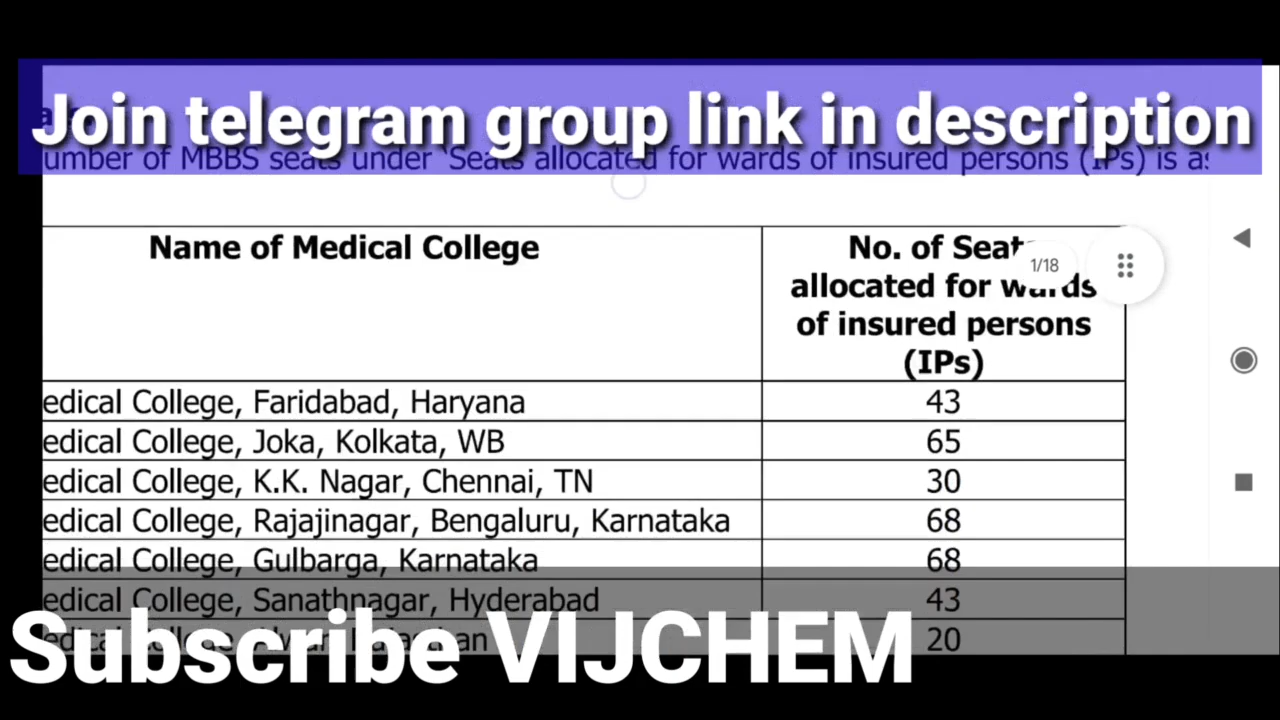 Join telegram group link in description
umber of MBBS seats under 'Seats allocated for wards of insured persons (IPs) is as
Name of Medical College
No. of Seats
allocated for wards
of insured persons
(IPs)
1/18
edical College, Faridabad, Haryana 43
edical College, Joka, Kolkata, WB 65
edical College, K.K. Nagar, Chennai, TN 30
edical College, Rajajinagar, Bengaluru, Karnataka 68
edical College, Gulbarga, Karnataka 68
edical College, Sanathnagar, Hyderabad 43
edical College, 20
Subscribe VIJCHEM